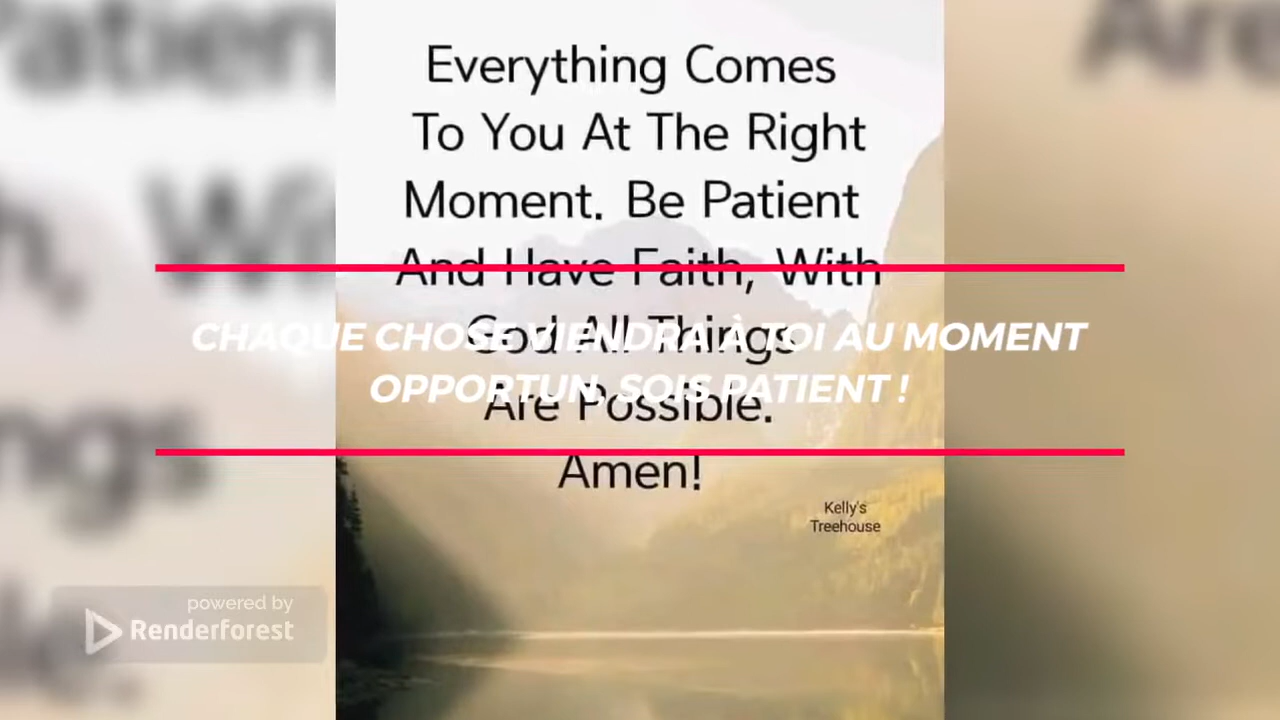 Everything Comes
To You At The Right
Moment. Be Patient
And Have Faith, With
God All Things
Are Possible.
Amen!
Kelly's
Treehouse
CHAQUE CHOSE VIENDRA À TOI AU MOMENT
OPPORTUN, SOIS PATIENT !
powered by
Renderforest